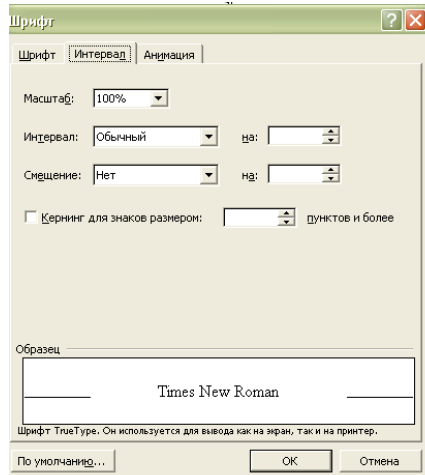 Шрифт
Шрифт Интервал Анимация
Масштаб: 100%
Интервал: Обычный на:
Смещение: Нет на:
Кернинг для знаков размером: пунктов и более
Образец
Times New Roman
Шрифт TrueType. Он используется для вывода как на экран, так и на принтер.
По умолчанию... OK Отмена